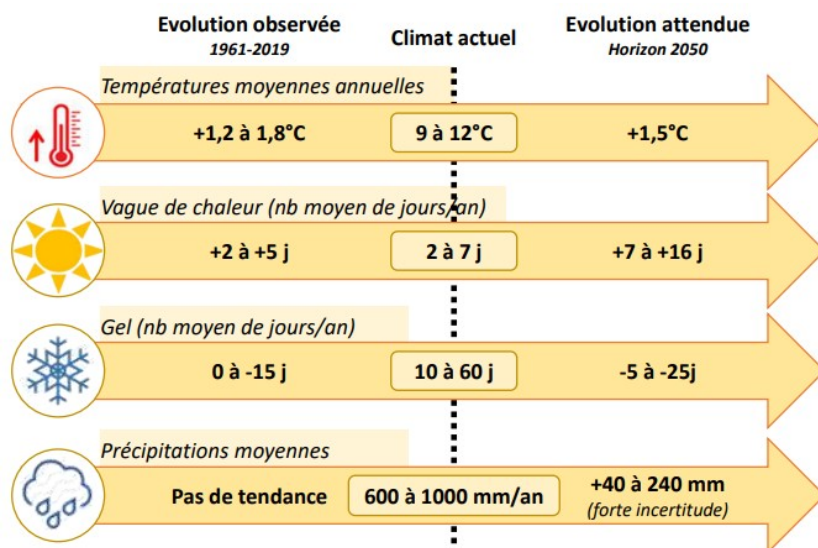 Evolution observée
1961-2019
Climat actuel
Evolution attendue
Horizon 2050
Températures moyennes annuelles
+1,2 à 1,8°C
9 à 12°C
+1,5°C
Vague de chaleur (nb moyen de jours/an)
+2 à +5 j
2 à 7 j
+7 à +16 j
Gel (nb moyen de jours/an)
0 à -15 j
10 à 60 j
-5 à -25j
Précipitations moyennes
Pas de tendance
600 à 1000 mm/an
+40 à 240 mm
(forte incertitude)